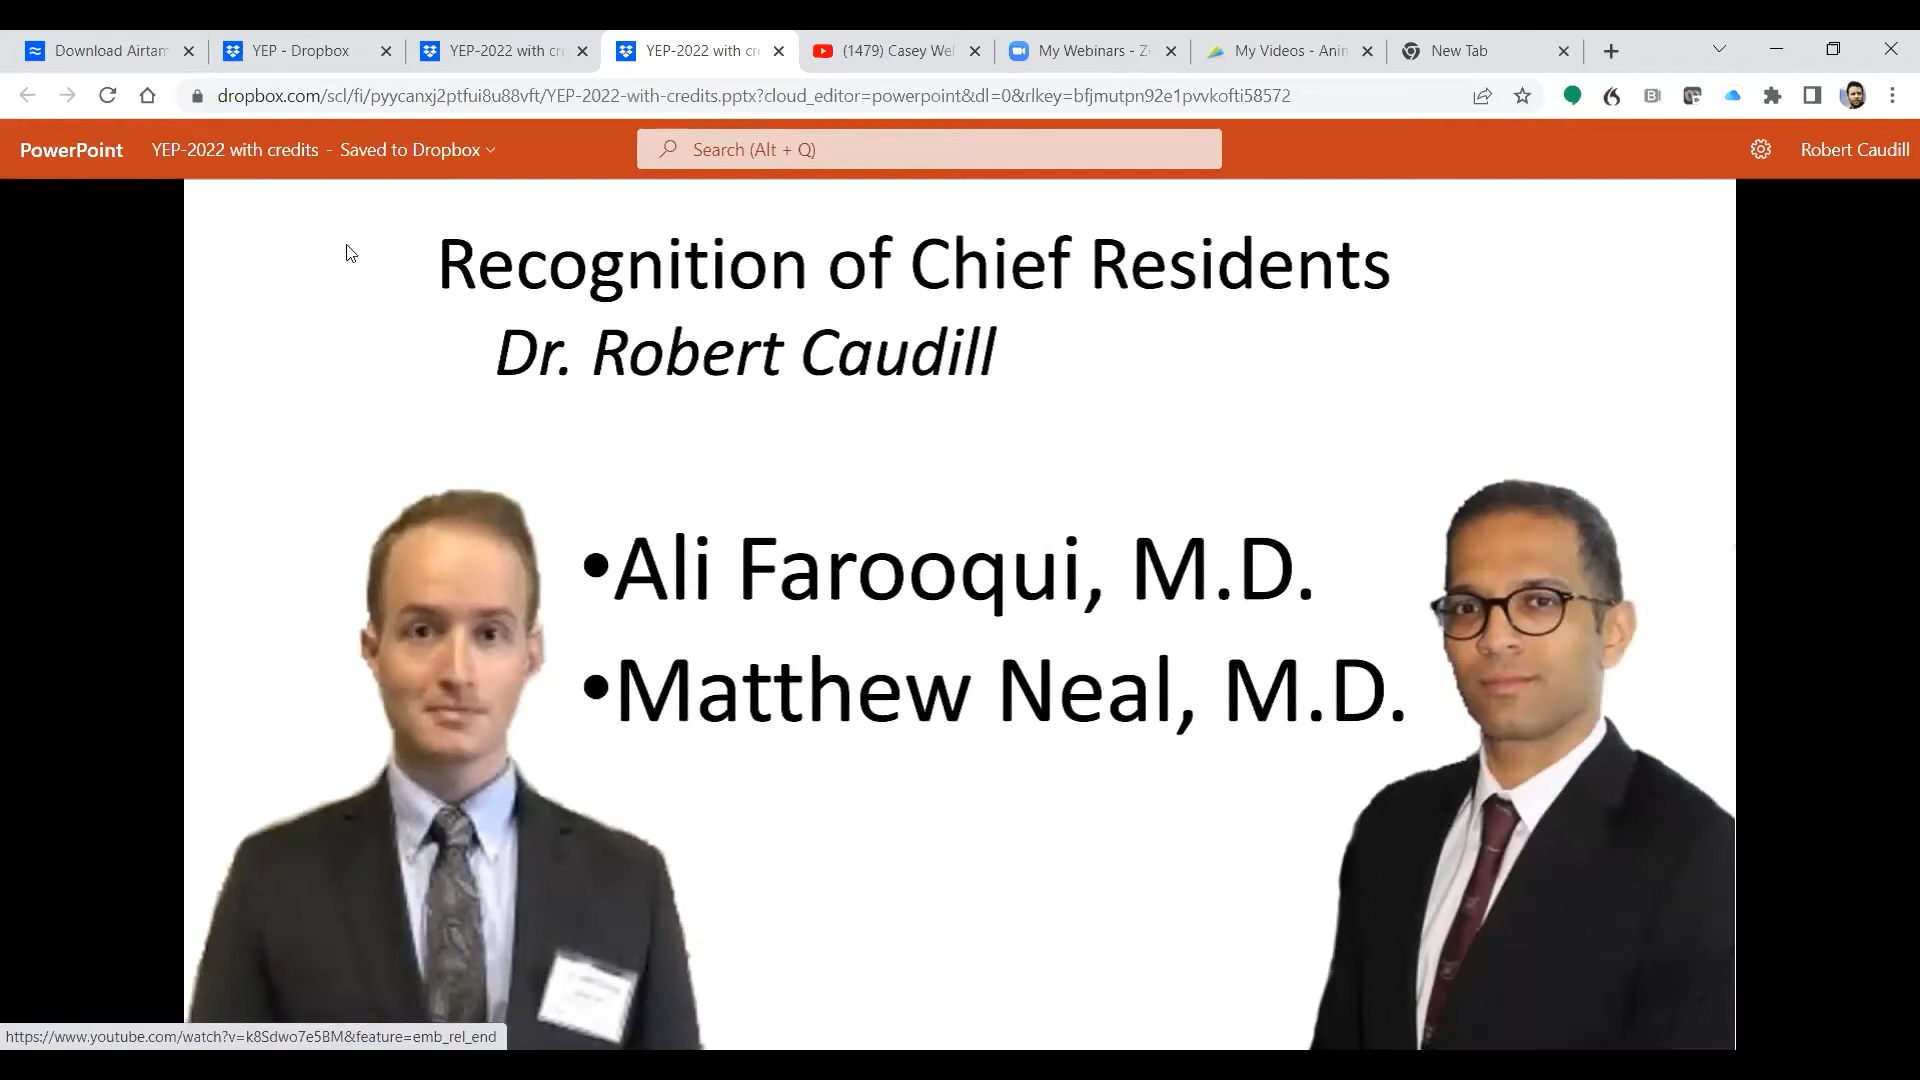 Download Airtam
YEP - Dropbox
YEP-2022 with cr
YEP-2022 with cr
(1479) Casey Wel
My Webinars - Z
My Videos - Anin
New Tab
dropbox.com/scl/fi/pyycanxj2ptfui8u88vft/YEP-2022-with-credits.pptx?cloud_editor=powerpoint&dl=0&rlkey=bfjmutpn92e1pvvkofti58572
PowerPoint YEP-2022 with credits - Saved to Dropbox
Search (Alt + Q)
Robert Caudill
Recognition of Chief Residents
Dr. Robert Caudill
•Ali Farooqui, M.D.
•Matthew Neal, M.D.
https://www.youtube.com/watch?v=k8Sdwo7e5BM&feature=emb_rel_end